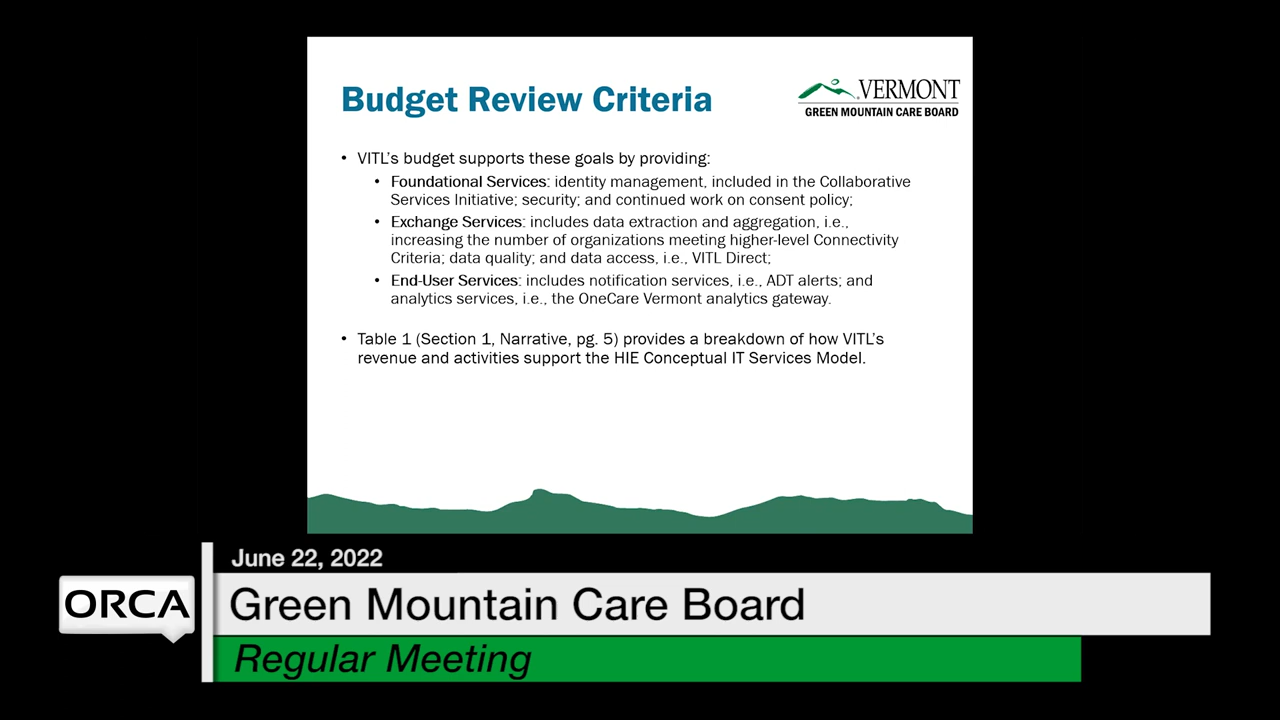 Budget Review Criteria
VERMONT
GREEN MOUNTAIN CARE BOARD
• VITL’s budget supports these goals by providing:
• Foundational Services: identity management, included in the Collaborative
Services Initiative; security; and continued work on consent policy;
• Exchange Services: includes data extraction and aggregation, i.e.,
increasing the number of organizations meeting higher-level Connectivity
Criteria; data quality; and data access, i.e., VITL Direct;
• End-User Services: includes notification services, i.e., ADT alerts; and
analytics services, i.e., the OneCare Vermont analytics gateway.
• Table 1 (Section 1, Narrative, pg. 5) provides a breakdown of how VITL’s
revenue and activities support the HIE Conceptual IT Services Model.
June 22, 2022
ORCA
Green Mountain Care Board
Regular Meeting